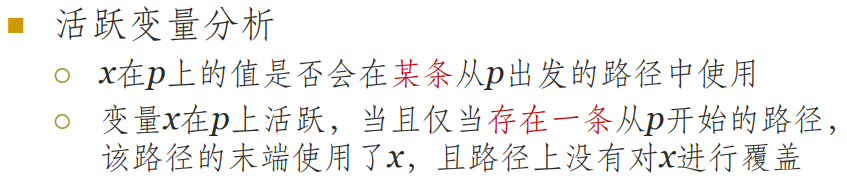 活跃变量分析
x在p上的值是否会在某条从p出发的路径中使用
变量x在p上活跃，当且仅当存在一条从p开始的路径，
该路径的末端使用了x，且路径上没有对x进行覆盖